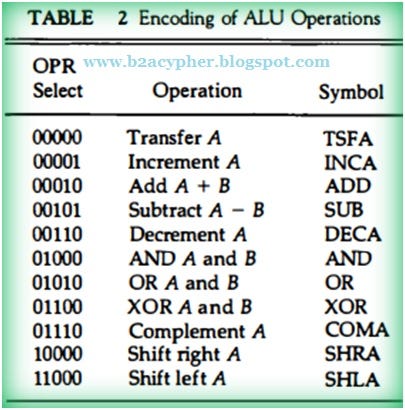 TABLE 2 Encoding of ALU Operations
www.b2acypher.blogspot.com
OPR
Select Operation Symbol
00000 Transfer A TSFA
00001 Increment A INCA
00010 Add A + B ADD
00101 Subtract A − B SUB
00110 Decrement A DECA
01000 AND A and B AND
01010 OR A and B OR
01100 XOR A and B XOR
01110 Complement A COMA
10000 Shift right A SHRA
11000 Shift left A SHLA